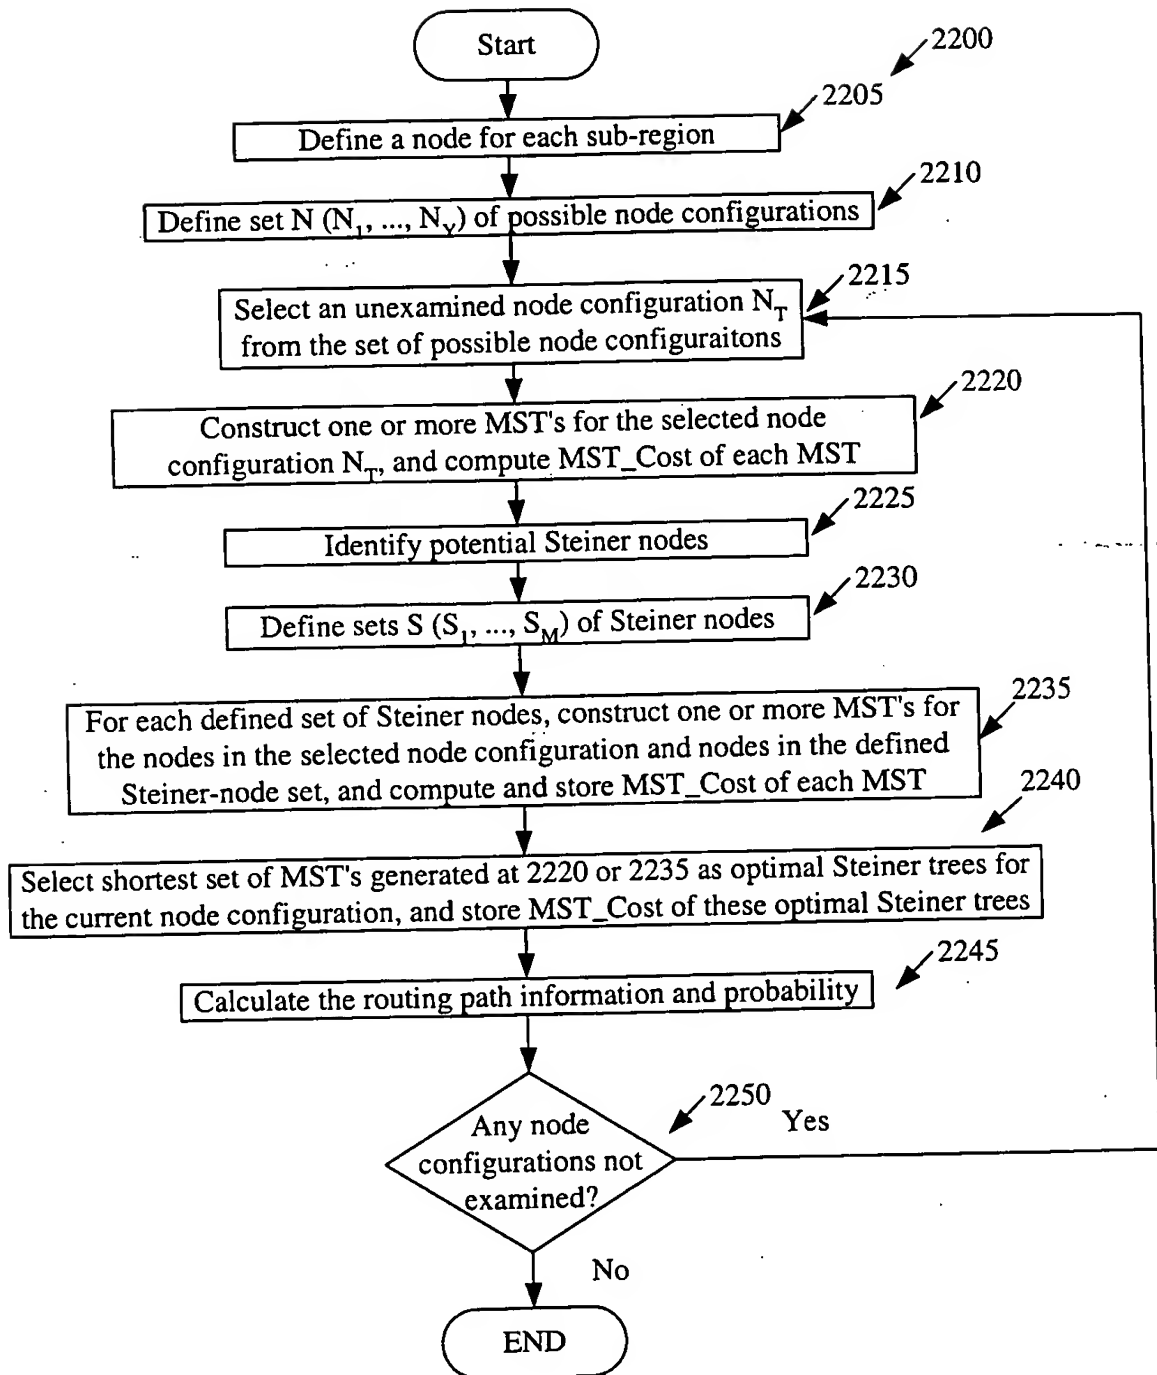 Start
2200
2205
Define a node for each sub-region
2210
Define set N (N1, ..., NY) of possible node configurations
2215
Select an unexamined node configuration NT
from the set of possible node configuraitons
2220
Construct one or more MST's for the selected node
configuration NT, and compute MST_Cost of each MST
2225
Identify potential Steiner nodes
2230
Define sets S (S1, ..., SM) of Steiner nodes
2235
For each defined set of Steiner nodes, construct one or more MST's for
the nodes in the selected node configuration and nodes in the defined
Steiner-node set, and compute and store MST_Cost of each MST
2240
Select shortest set of MST's generated at 2220 or 2235 as optimal Steiner trees for
the current node configuration, and store MST_Cost of these optimal Steiner trees
2245
Calculate the routing path information and probability
2250
Any node
configurations not
examined?
Yes
No
END